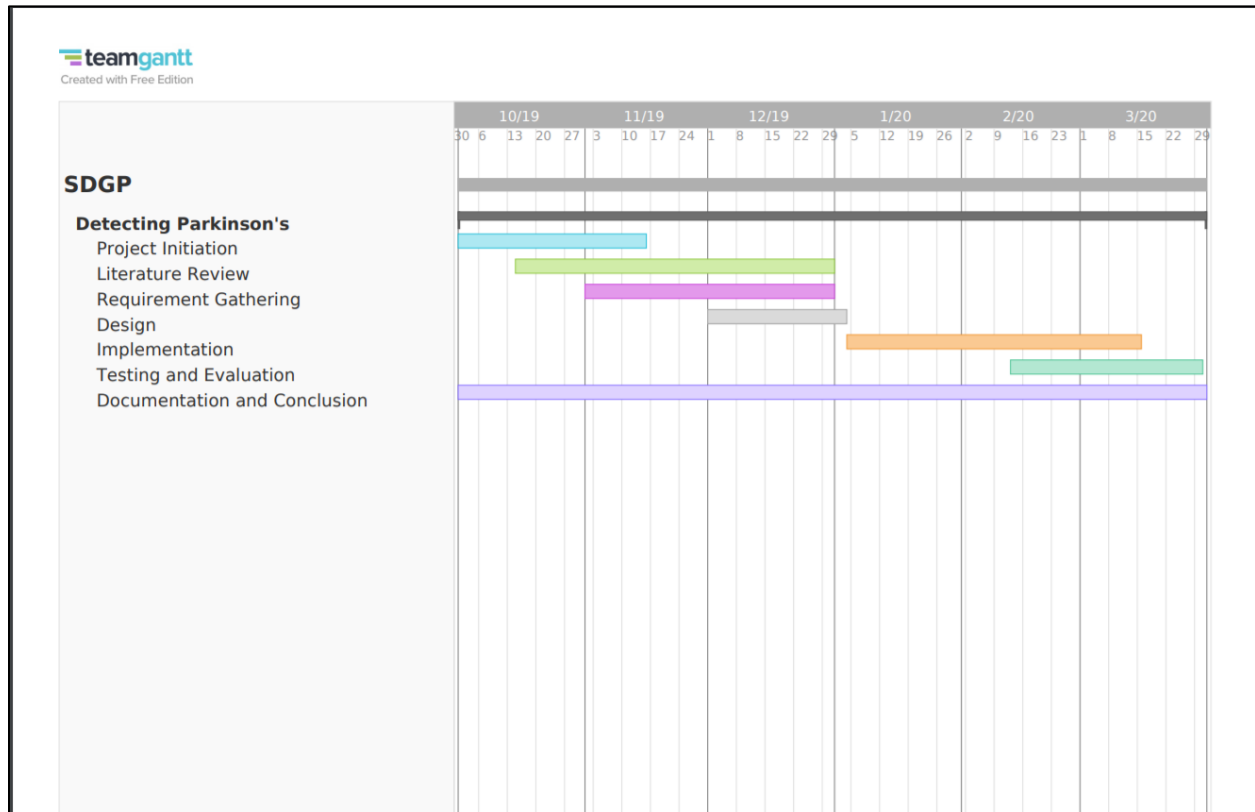 teamgantt
Created with Free Edition
10/19 11/19 12/19 1/20 2/20 3/20
30 6 13 20 27 3 10 17 24 1 8 15 22 29 5 12 19 26 2 9 16 23 1 8 15 22 29
SDGP
Detecting Parkinson's
Project Initiation
Literature Review
Requirement Gathering
Design
Implementation
Testing and Evaluation
Documentation and Conclusion